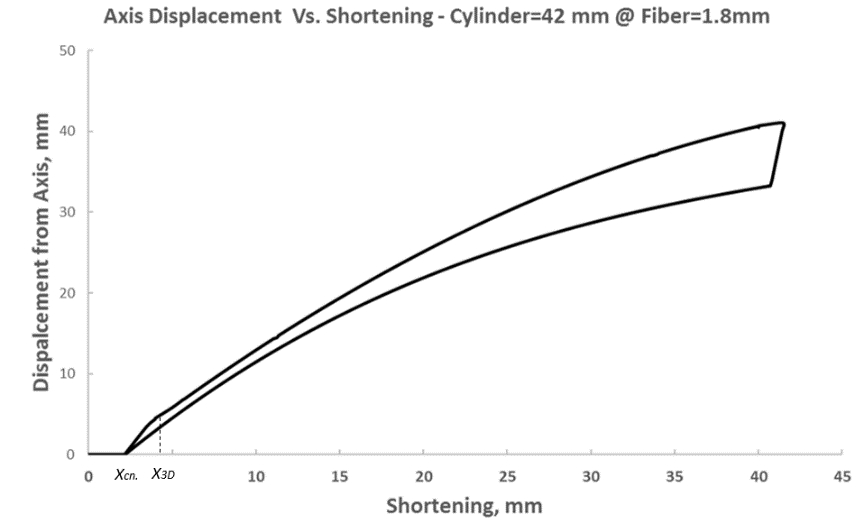 Axis Displacement Vs. Shortening - Cylinder=42 mm @ Fiber=1.8mm
50
40
30
20
10
0
Dispalcement from Axis, mm
0 Xcn. X3D 10 15 20 25 30 35 40 45
Shortening, mm